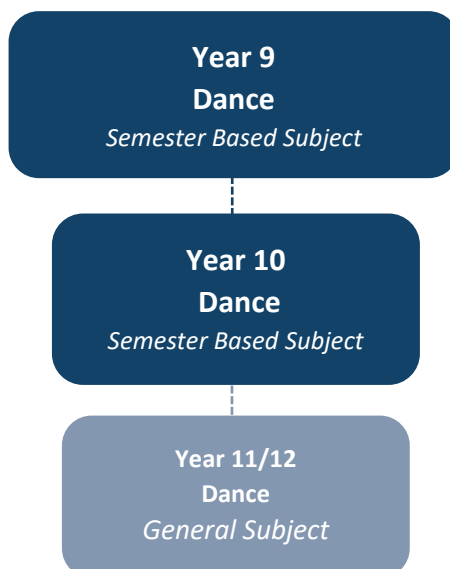 Year 9
Dance
Semester Based Subject
Year 10
Dance
Semester Based Subject
Year 11/12
Dance
General Subject